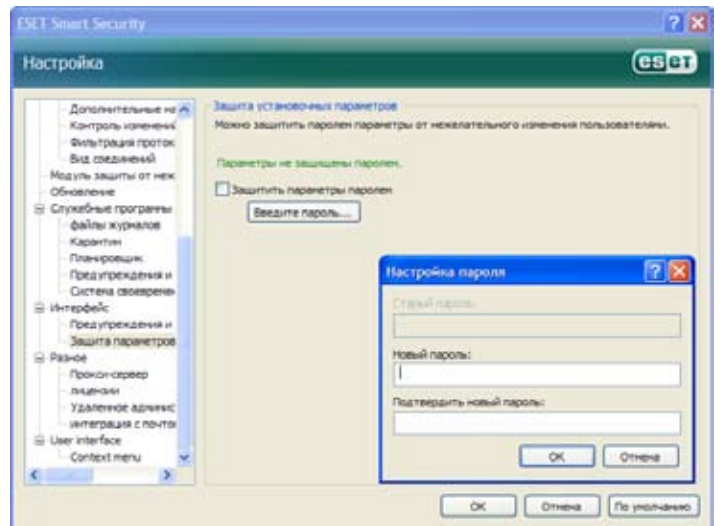 ESET Smart Security
Настройка
eset
Дополнительные на
Контроль изменений
Фильтрация проток
Вид соединений
Модуль защиты от неж
Обновление
Служебные программы
файлы журналов
Карантин
Планировщик
Предупреждения и
Система своевремен
Интерфейс
Предупреждения и
Защита параметров
Разное
Прокси-сервер
лицензии
Удаленное админис
интеграция с почто
User interface
Context menu
Защита установочных параметров
Можно защитить паролем параметры от нежелательного изменения пользователями.
Параметры не защищены паролем.
Защитить параметры паролем
Введите пароль...
Настройка пароля
Старый пароль:
Новый пароль:
Подтвердить новый пароль:
OK
Отмена
OK
Отмена
По умолчанию